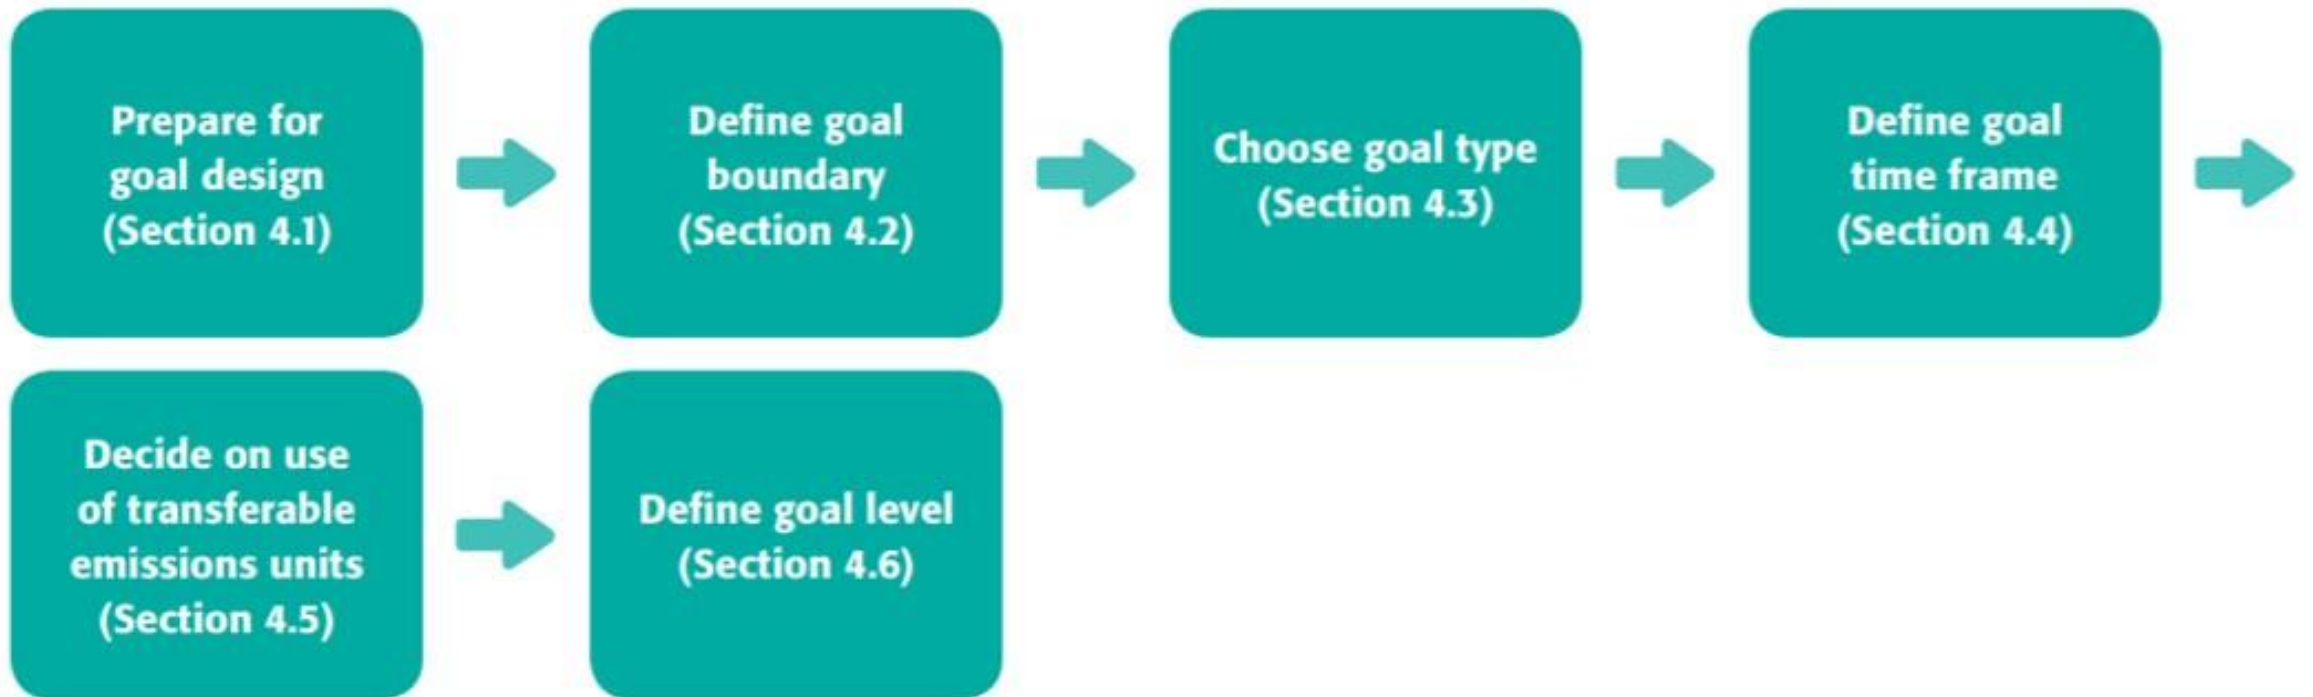 Prepare for
goal design
(Section 4.1)
Define goal
boundary
(Section 4.2)
Choose goal type
(Section 4.3)
Define goal
time frame
(Section 4.4)
Decide on use
of transferable
emissions units
(Section 4.5)
Define goal level
(Section 4.6)